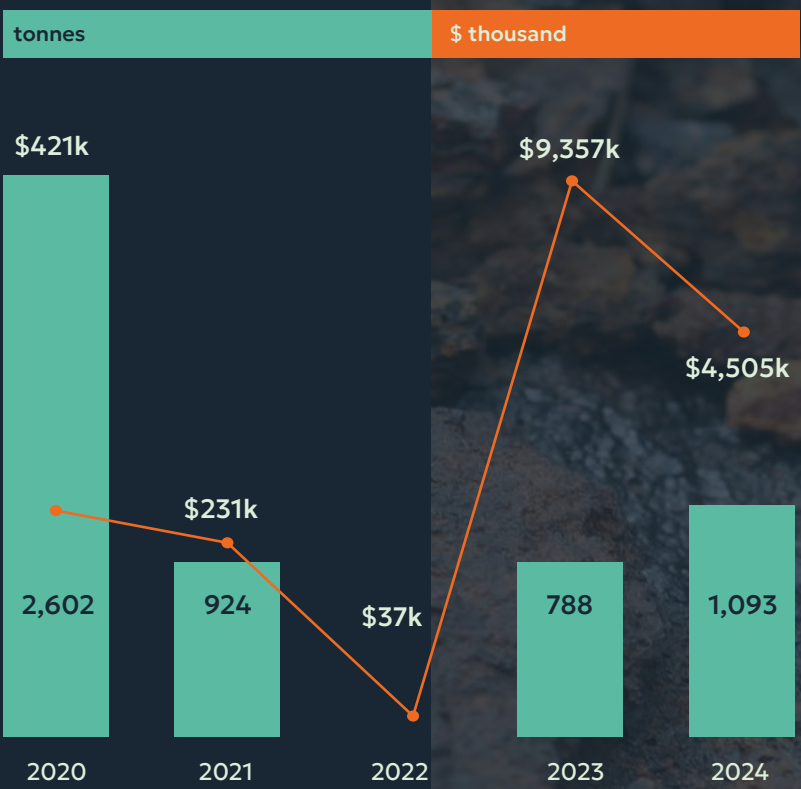 tonnes
$ thousand
$421k
$9,357k
$4,505k
$231k
2,602
924
$37k
788
1,093
2020
2021
2022
2023
2024